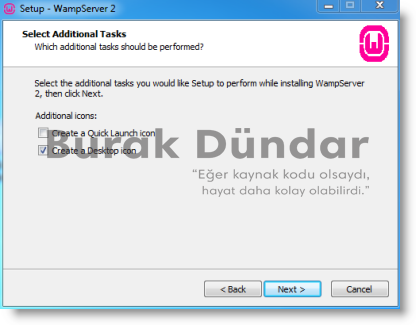 Setup - WampServer 2
Select Additional Tasks
Which additional tasks should be performed?
Select the additional tasks you would like Setup to perform while installing WampServer
2, then click Next.
Additional icons:
Create a Quick Launch icon
Create a Desktop icon
Burak Dündar
“Eğer kaynak kodu olsaydı,
hayat daha kolay olabilirdi.”
< Back Next > Cancel